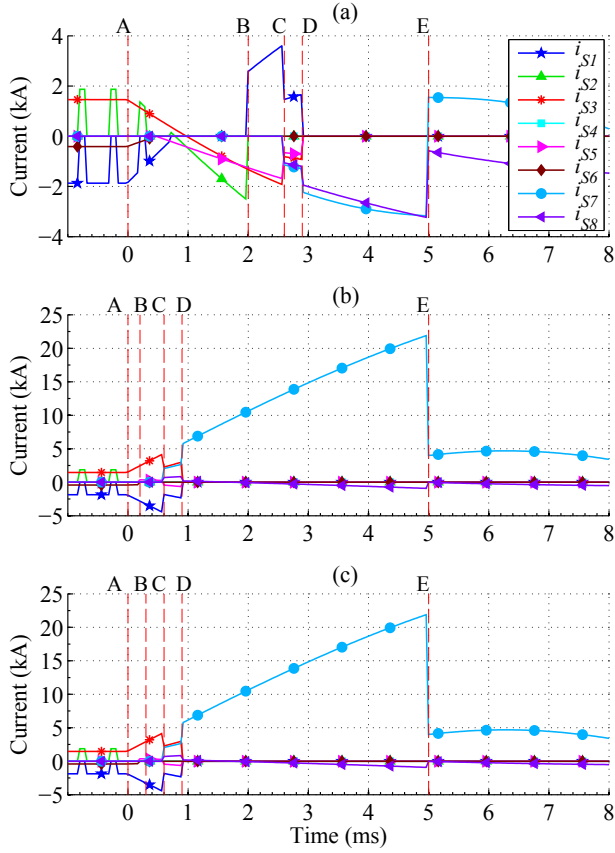 (a)
A B C D E
4
2
0
−2
−4
Current (kA)
i_S1
i_S2
i_S3
i_S4
i_S5
i_S6
i_S7
i_S8
0 1 2 3 4 5 6 7 8
(b)
A B C D E
25
20
15
10
5
0
−5
Current (kA)
0 1 2 3 4 5 6 7 8
(c)
A B C D E
25
20
15
10
5
0
−5
Current (kA)
0 1 2 3 4 5 6 7 8
Time (ms)